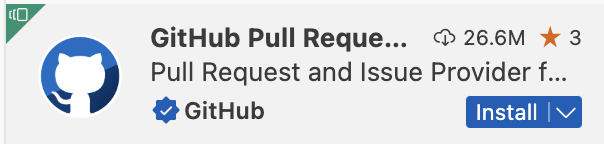 GitHub Pull Reque... 26.6M 3
Pull Request and Issue Provider f...
GitHub Install